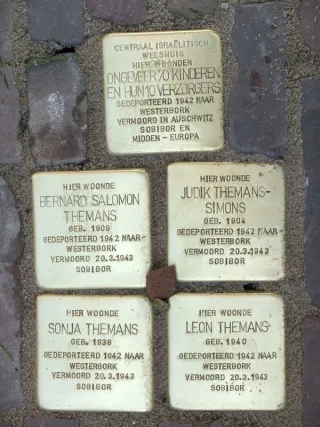 CENTRAAL ISRAËLITISCH
WEESHUIS
HIER WOONDEN
ONGEVEER 70 KINDEREN
EN HUN 10 VERZORGERS
GEDEPORTEERD 1942 NAAR
WESTERBORK
VERMOORD IN AUSCHWITZ
SOBIBOR EN
MIDDEN - EUROPA
HIER WOONDE
BERNARD SALOMON
THEMANS
GEB. 1909
GEDEPORTEERD 1942 NAAR
WESTERBORK
VERMOORD 20.3.1943
SOBIBOR
HIER WOONDE
JUDIK THEMANS-
SIMONS
GEB. 1904
GEDEPORTEERD 1942 NAAR
WESTERBORK
VERMOORD 20.3.1943
SOBIBOR
HIER WOONDE
SONJA THEMANS
GEB. 1938
GEDEPORTEERD 1942 NAAR
WESTERBORK
VERMOORD 20.3.1943
SOBIBOR
HIER WOONDE
LEON THEMANS
GEB. 1940
GEDEPORTEERD 1942 NAAR
WESTERBORK
VERMOORD 20.3.1943
SOBIBOR